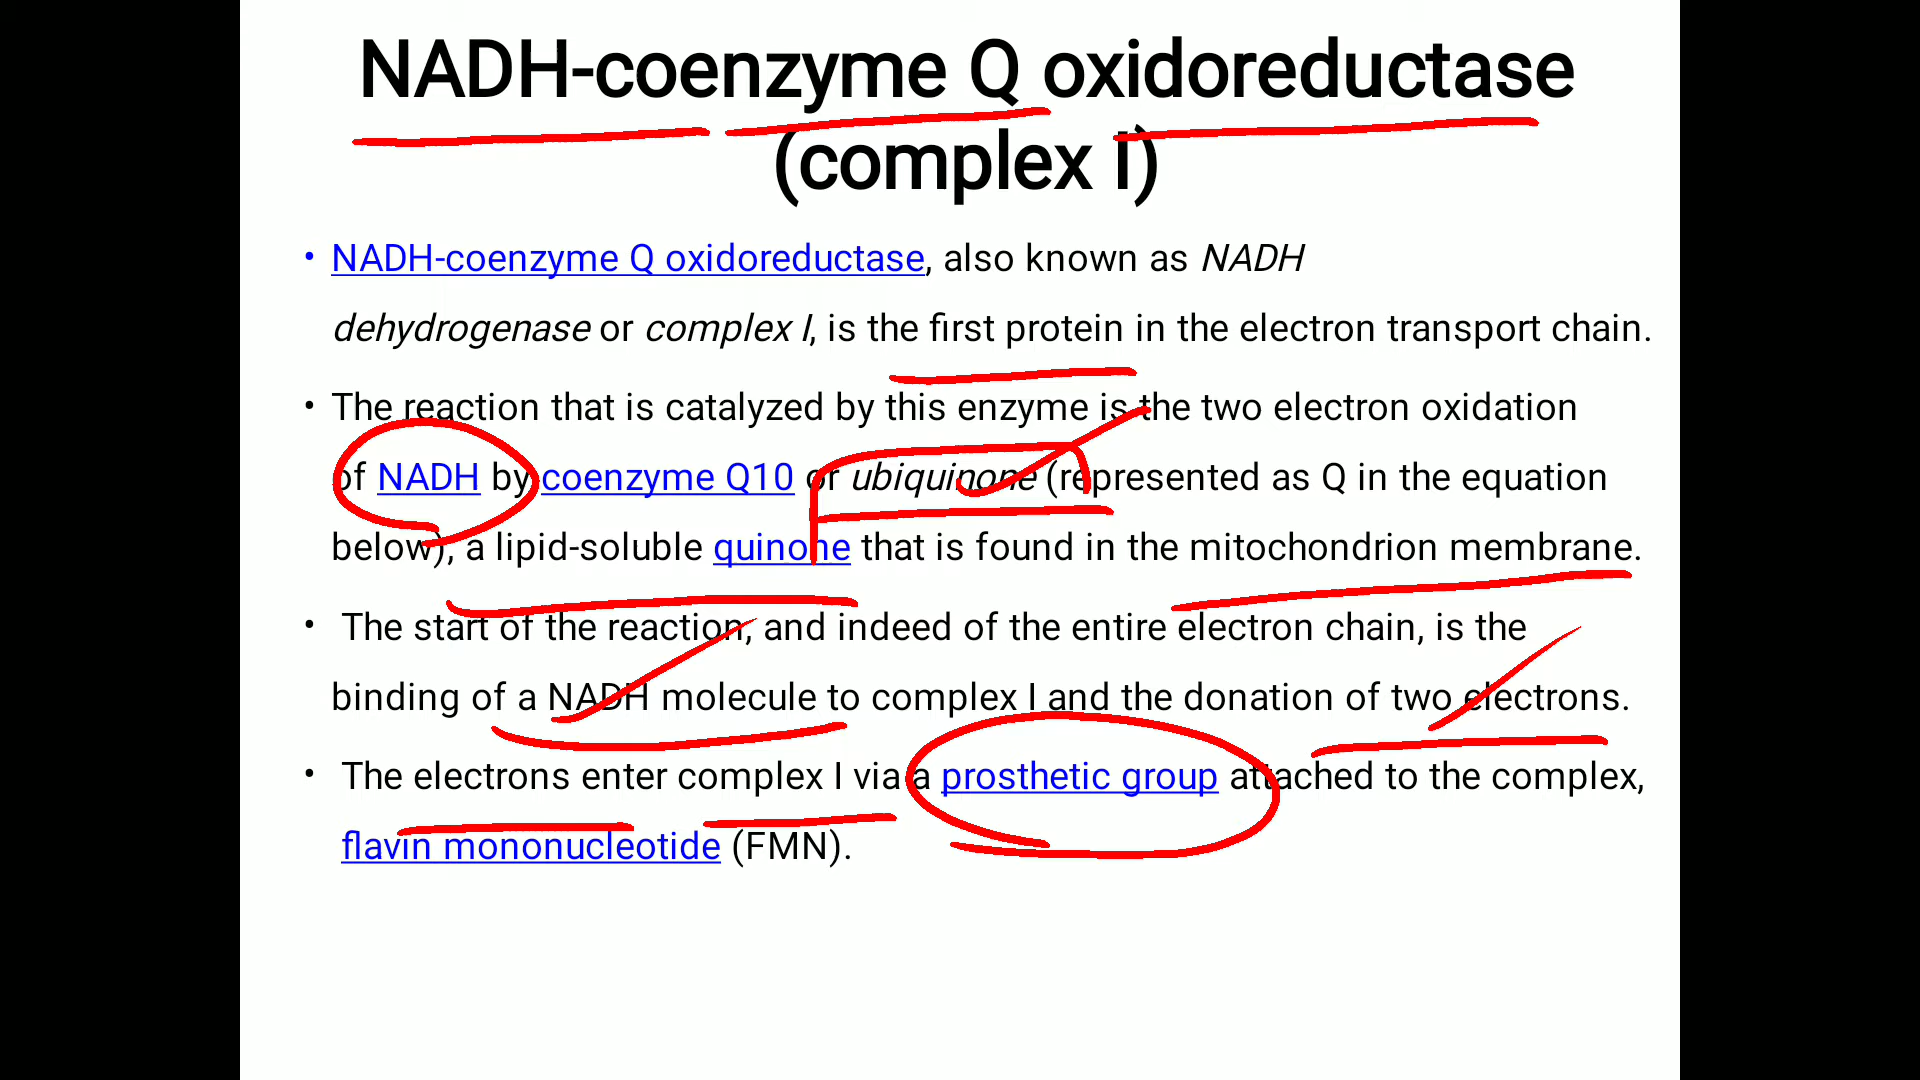 NADH-coenzyme Q oxidoreductase
(complex I)
• NADH-coenzyme Q oxidoreductase, also known as NADH
dehydrogenase or complex I, is the first protein in the electron transport chain.
• The reaction that is catalyzed by this enzyme is the two electron oxidation
of NADH by coenzyme Q10 or ubiquinone (represented as Q in the equation
below), a lipid-soluble quinone that is found in the mitochondrion membrane.
• The start of the reaction, and indeed of the entire electron chain, is the
binding of a NADH molecule to complex I and the donation of two electrons.
• The electrons enter complex I via a prosthetic group attached to the complex,
flavin mononucleotide (FMN).